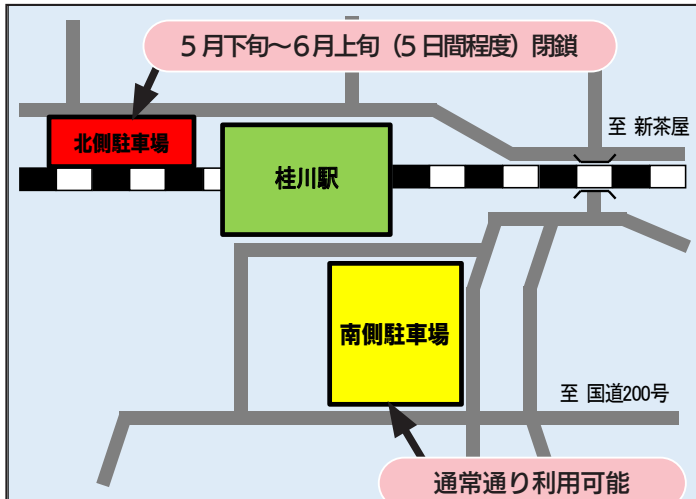 5月下旬～6月上旬（5日間程度）閉鎖
至 新茶屋
北側駐車場
桂川駅
南側駐車場
至 国道200号
通常通り利用可能